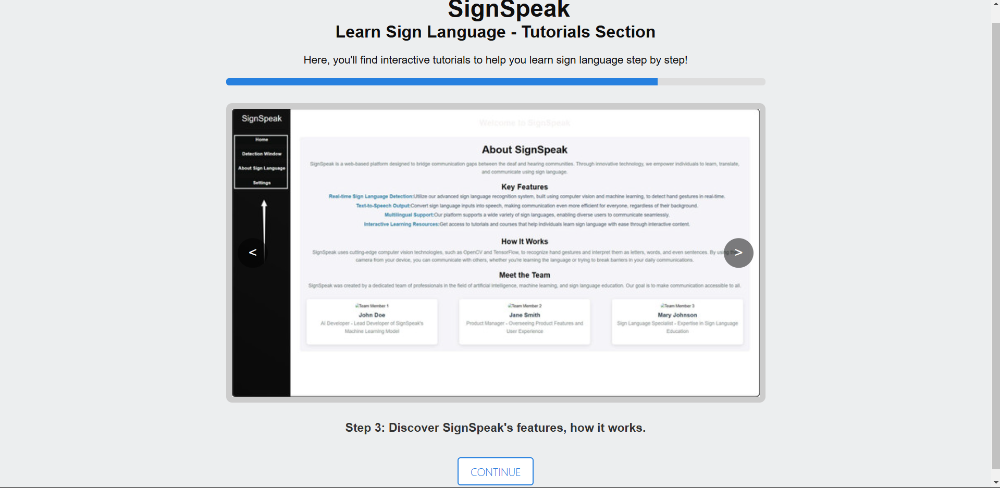 SignSpeak
Learn Sign Language - Tutorials Section
Here, you'll find interactive tutorials to help you learn sign language step by step!
SignSpeak
Home
Detection Window
About Sign Language
Settings
<
Welcome to SignSpeak
About SignSpeak
SignSpeak is a web-based platform designed to bridge communication gaps between the deaf and hearing communities. Through innovative technology, we empower individuals to learn, translate,
and communicate using sign language.
Key Features
Real-time Sign Language Detection:Utilize our advanced sign language recognition system, built using computer vision and machine learning, to detect hand gestures in real-time.
Text-to-Speech Output:Convert sign language inputs into speech, making communication even more efficient for everyone, regardless of their background.
Multilingual Support:Our platform supports a wide variety of sign languages, enabling diverse users to communicate seamlessly.
Interactive Learning Resources:Get access to tutorials and courses that help individuals learn sign language with ease through interactive content.
How It Works
SignSpeak uses cutting-edge computer vision technologies, such as OpenCV and TensorFlow, to recognize hand gestures and interpret them as letters, words, and even sentences. By using the
camera from your device, you can communicate with others, whether you're learning the language or trying to break barriers in your daily communications.
>
Meet the Team
SignSpeak was created by a dedicated team of professionals in the field of artificial intelligence, machine learning, and sign language education. Our goal is to make communication accessible to all.
Team Member 1
John Doe
AI Developer - Lead Developer of SignSpeak's
Machine Learning Model
Team Member 2
Jane Smith
Product Manager - Overseeing Product Features and
User Experience
Team Member 3
Mary Johnson
Sign Language Specialist - Expertise in Sign Language
Education
Step 3: Discover SignSpeak's features, how it works.
CONTINUE